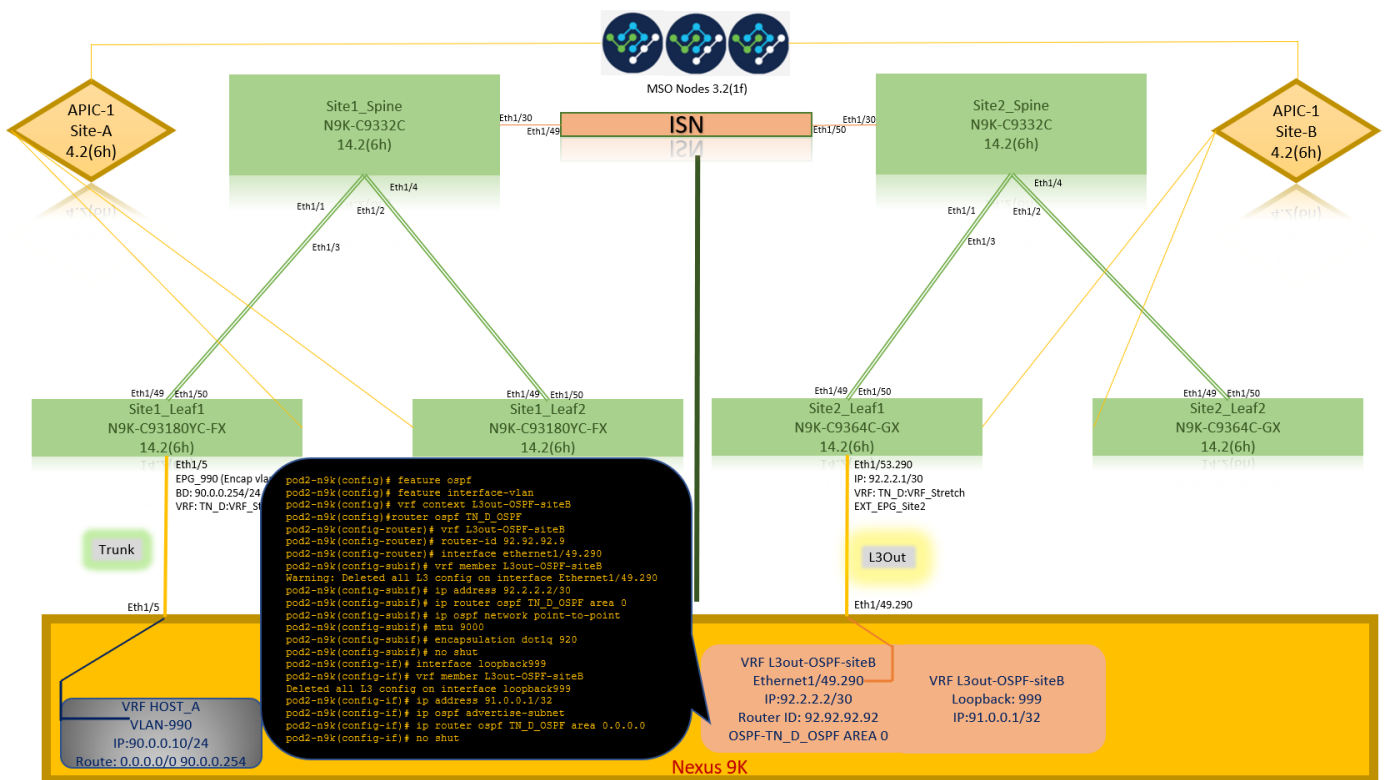 MSO Nodes 3.2(1f)
APIC-1
Site-A
4.2(6h)
Site1_Spine
N9K-C9332C
14.2(6h)
Eth1/30
Eth1/49
ISN
Eth1/30
Eth1/50
Site2_Spine
N9K-C9332C
14.2(6h)
APIC-1
Site-B
4.2(6h)
Eth1/4
Eth1/1
Eth1/2
Eth1/3
Eth1/4
Eth1/1
Eth1/2
Eth1/3
Eth1/49
Eth1/50
Site1_Leaf1
N9K-C93180YC-FX
14.2(6h)
Eth1/49
Eth1/50
Site1_Leaf2
N9K-C93180YC-FX
14.2(6h)
Eth1/49
Eth1/50
Site2_Leaf1
N9K-C9364C-GX
14.2(6h)
Eth1/49
Eth1/50
Site2_Leaf2
N9K-C9364C-GX
14.2(6h)
Eth1/5
EPG_990 (Encap vla
BD: 90.0.0.254/24
VRF: TN_D:VRF_St
Trunk
Eth1/5
Eth1/53.290
IP: 92.2.2.1/30
VRF: TN_D:VRF_Stretch
EXT_EPG_Site2
L3Out
Eth1/49.290
pod2-n9k(config)# feature ospf
pod2-n9k(config)# feature interface-vlan
pod2-n9k(config)# vrf context L3out-OSPF-siteB
pod2-n9k(config)#router ospf TN_D_OSPF
pod2-n9k(config-router)# vrf L3out-OSPF-siteB
pod2-n9k(config-router)# router-id 92.92.92.9
pod2-n9k(config-router)# interface ethernet1/49.290
pod2-n9k(config-subif)# vrf member L3out-OSPF-siteB
Warning: Deleted all L3 config on interface Ethernet1/49.290
pod2-n9k(config-subif)# ip address 92.2.2.2/30
pod2-n9k(config-subif)# ip router ospf TN_D_OSPF area 0
pod2-n9k(config-subif)# ip ospf network point-to-point
pod2-n9k(config-subif)# mtu 9000
pod2-n9k(config-subif)# encapsulation dot1q 920
pod2-n9k(config-subif)# no shut
pod2-n9k(config-if)# interface loopback999
pod2-n9k(config-if)# vrf member L3out-OSPF-siteB
Deleted all L3 config on interface loopback999
pod2-n9k(config-if)# ip address 91.0.0.1/32
pod2-n9k(config-if)# ip ospf advertise-subnet
pod2-n9k(config-if)# ip router ospf TN_D_OSPF area 0.0.0.0
pod2-n9k(config-if)# no shut
VRF HOST_A
VLAN-990
IP:90.0.0.10/24
Route: 0.0.0.0/0 90.0.0.254
VRF L3out-OSPF-siteB
Ethernet1/49.290
IP:92.2.2.2/30
Router ID: 92.92.92.92
OSPF-TN_D_OSPF AREA 0
VRF L3out-OSPF-siteB
Loopback: 999
IP:91.0.0.1/32
Nexus 9K